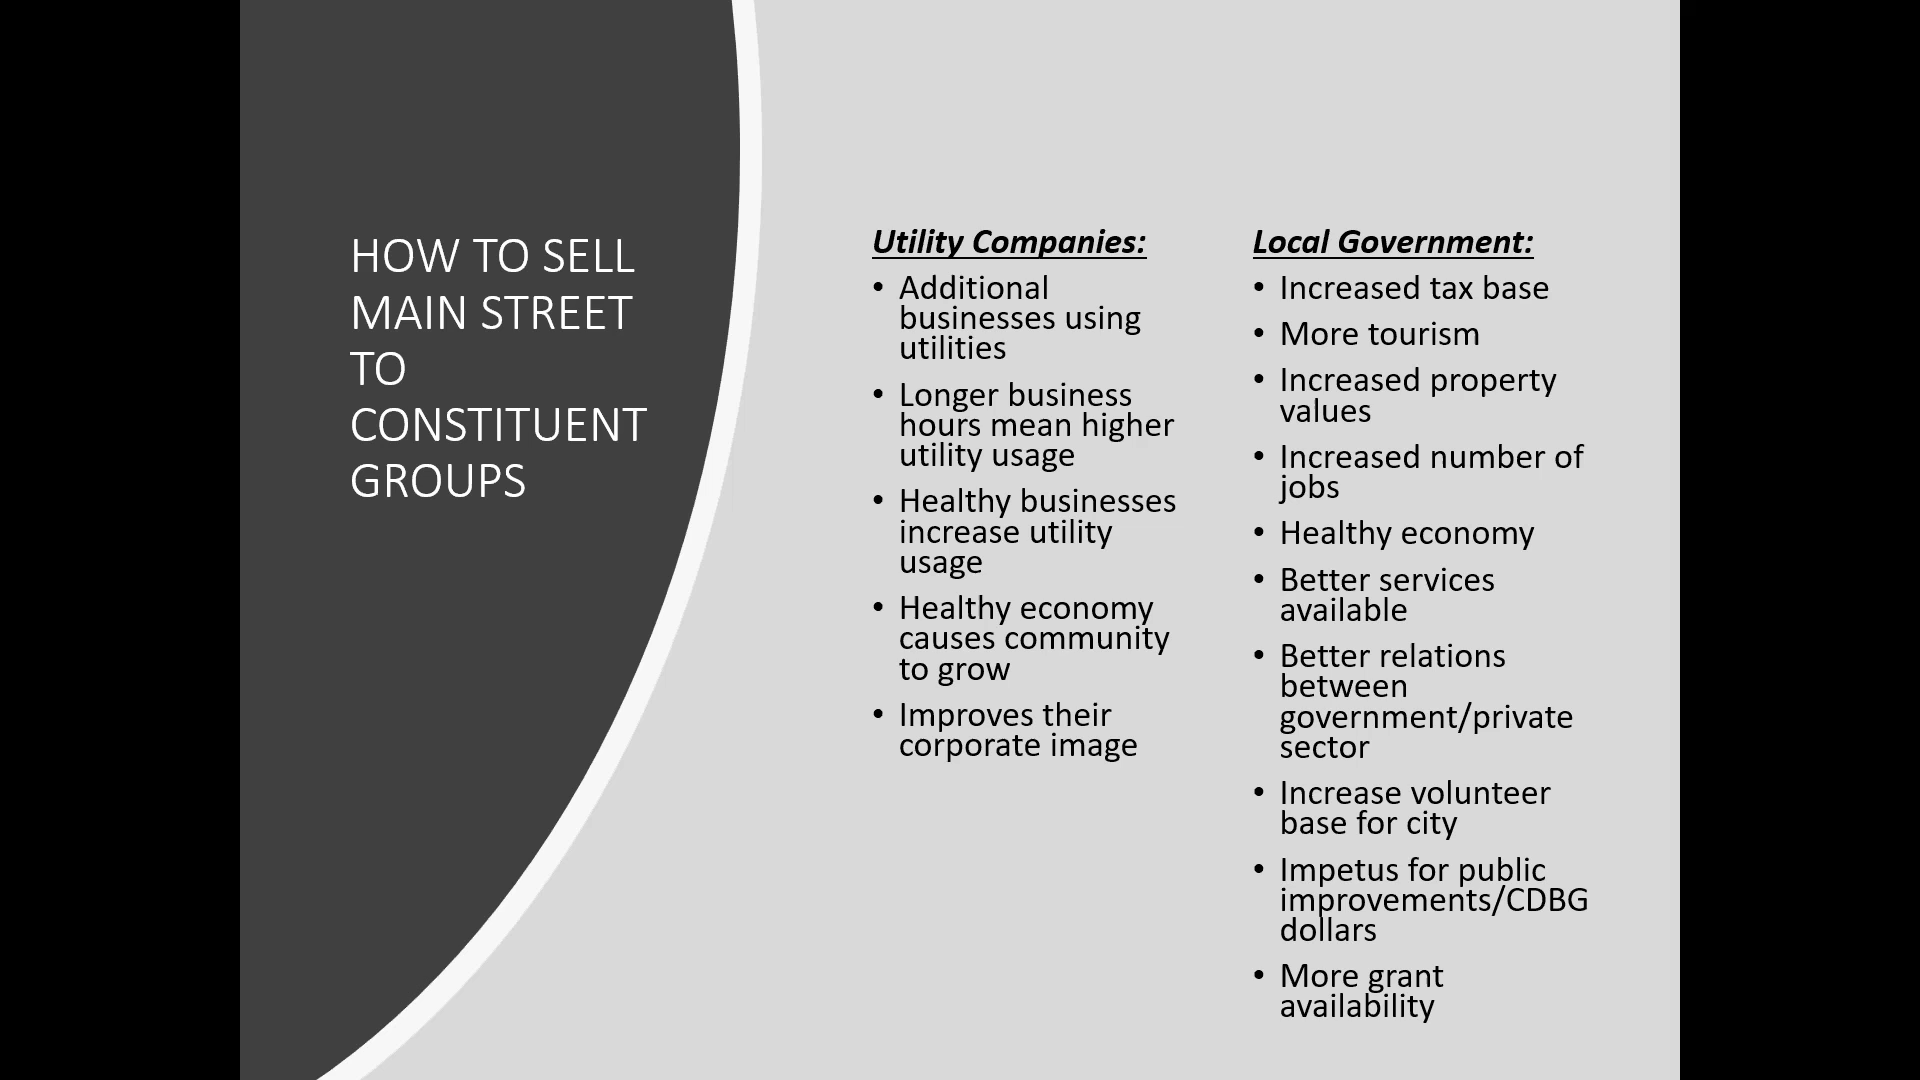 HOW TO SELL
MAIN STREET
TO
CONSTITUENT
GROUPS
Utility Companies:
• Additional
businesses using
utilities
• Longer business
hours mean higher
utility usage
• Healthy businesses
increase utility
usage
• Healthy economy
causes community
to grow
• Improves their
corporate image
Local Government:
• Increased tax base
• More tourism
• Increased property
values
• Increased number of
jobs
• Healthy economy
• Better services
available
• Better relations
between
government/private
sector
• Increase volunteer
base for city
• Impetus for public
improvements/CDBG
dollars
• More grant
availability